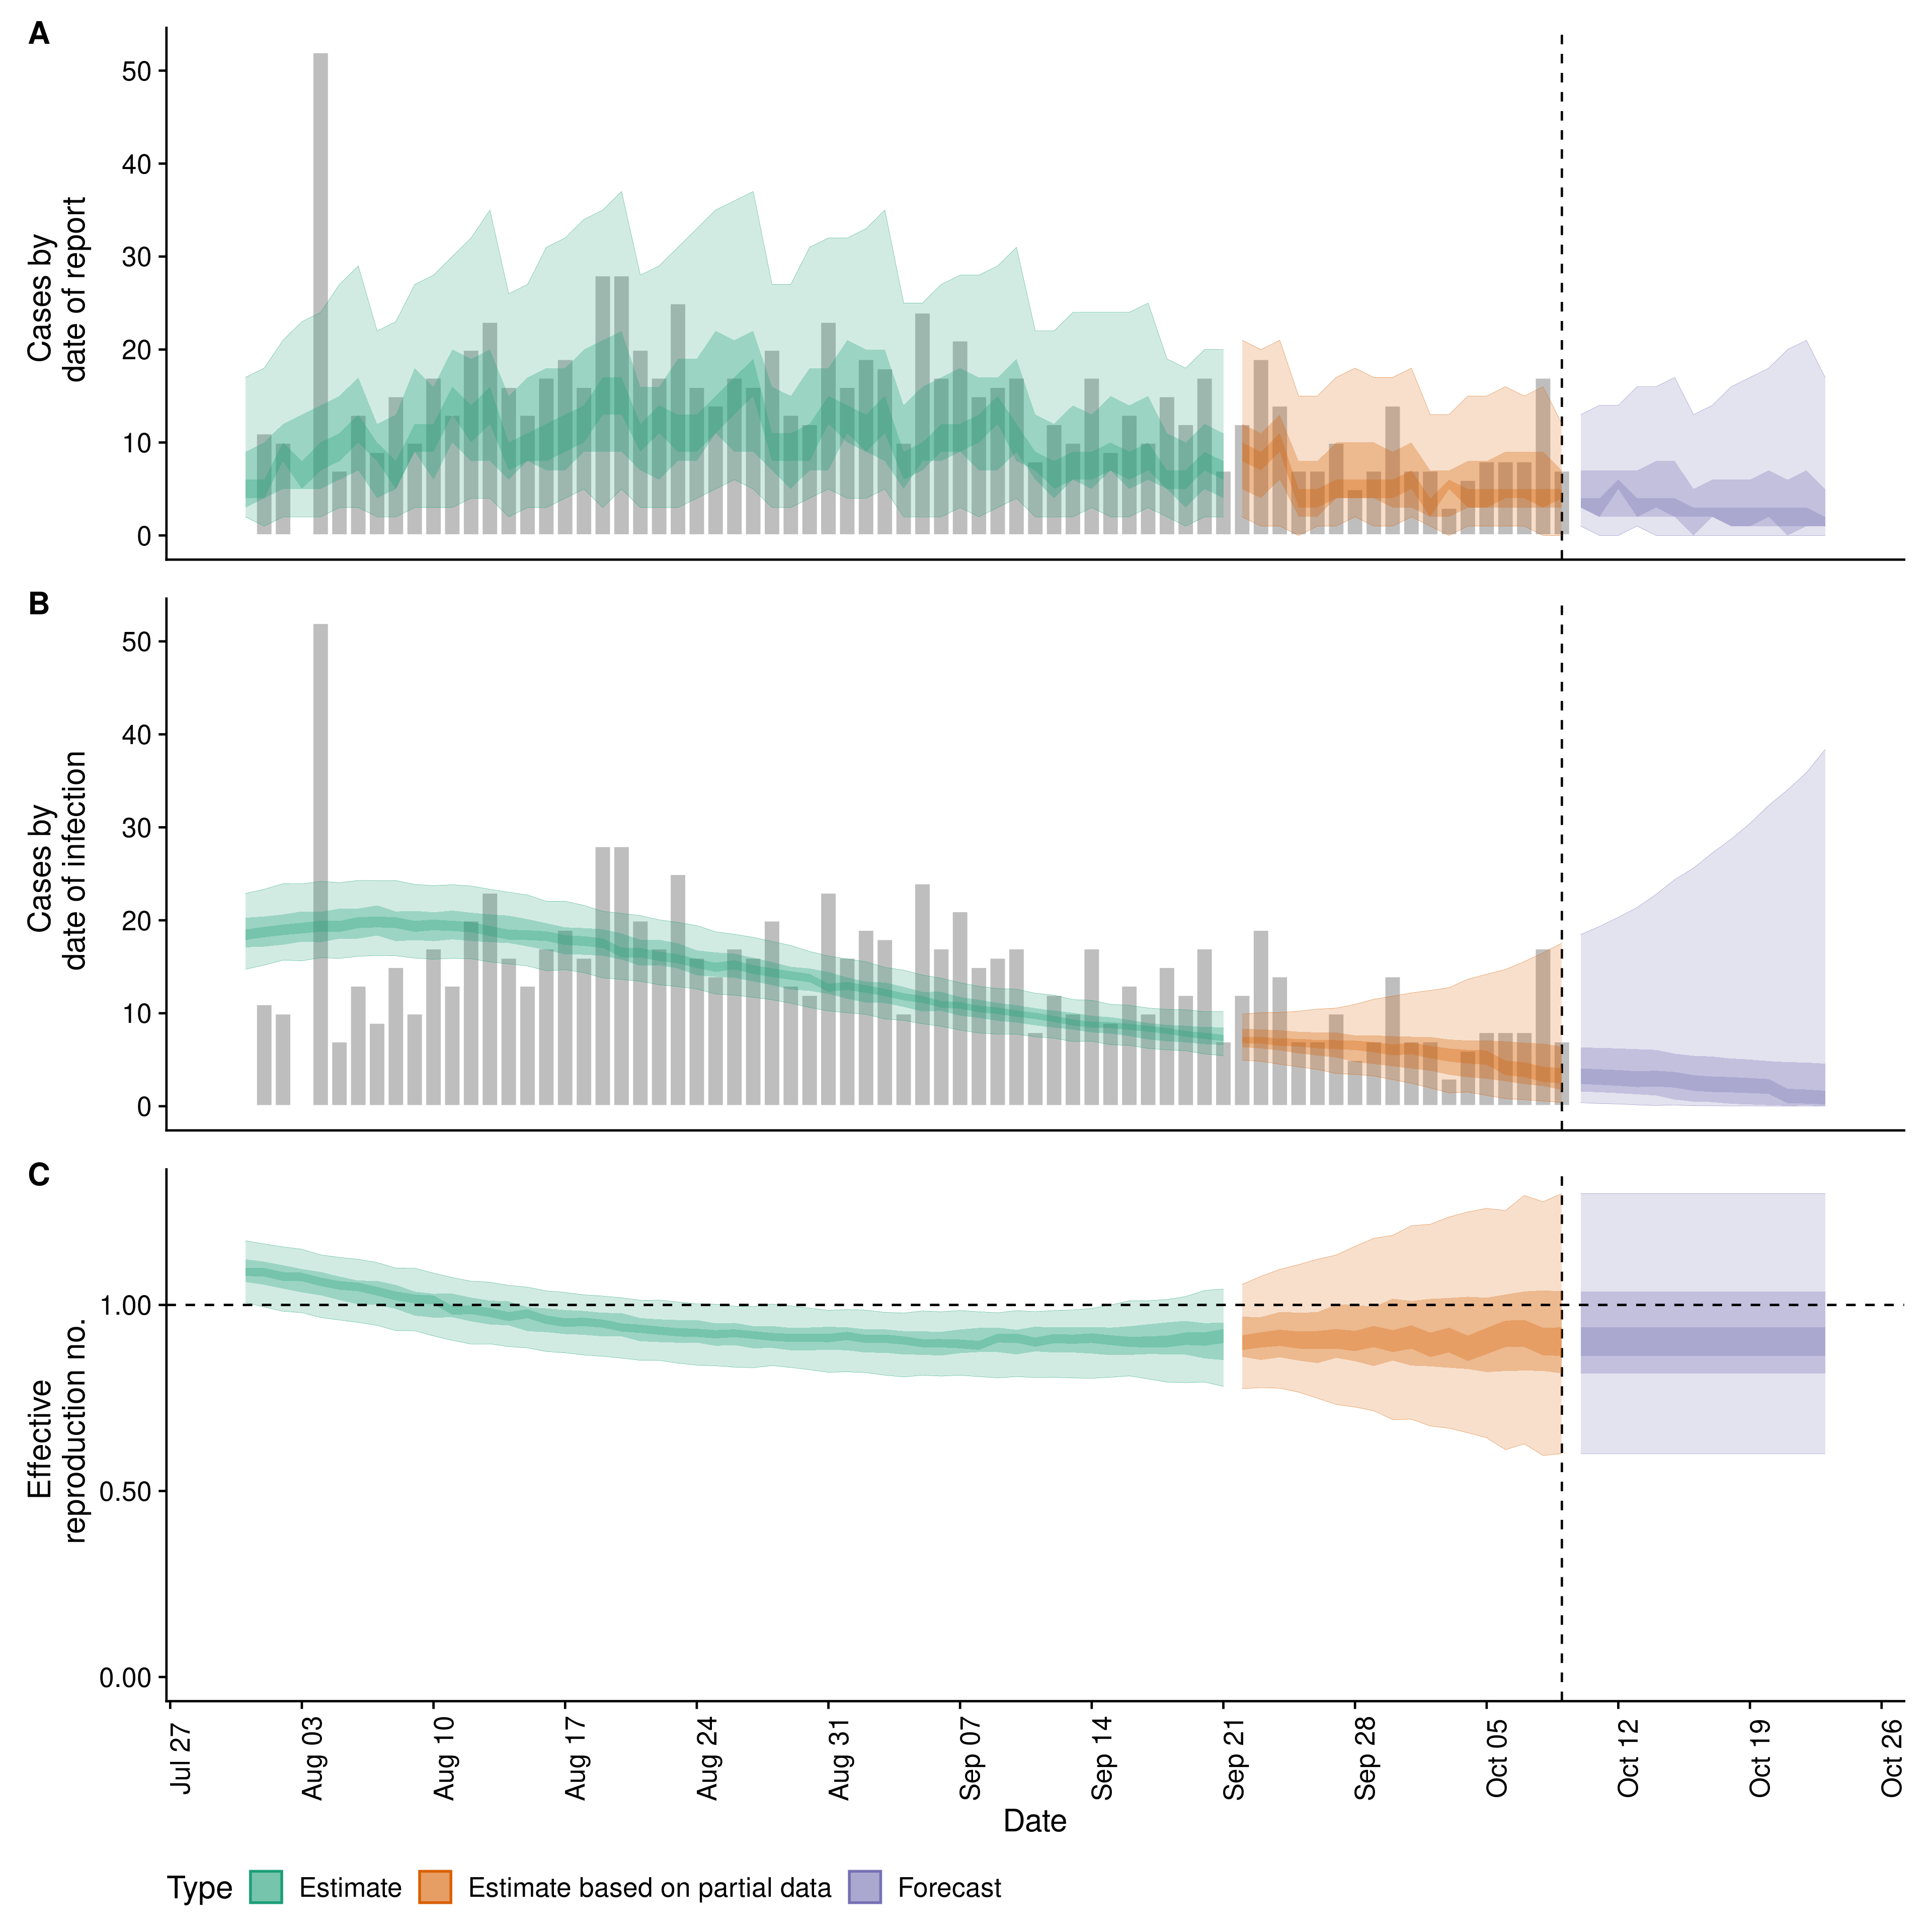 A
50
40
30
20
10
0
Cases by
date of report
B
50
40
30
20
10
0
Cases by
date of infection
C
1.00
0.50
0.00
Effective
reproduction no.
Jul 27
Aug 03
Aug 10
Aug 17
Aug 24
Aug 31
Sep 07
Sep 14
Sep 21
Sep 28
Oct 05
Oct 12
Oct 19
Oct 26
Date
Type Estimate Estimate based on partial data Forecast